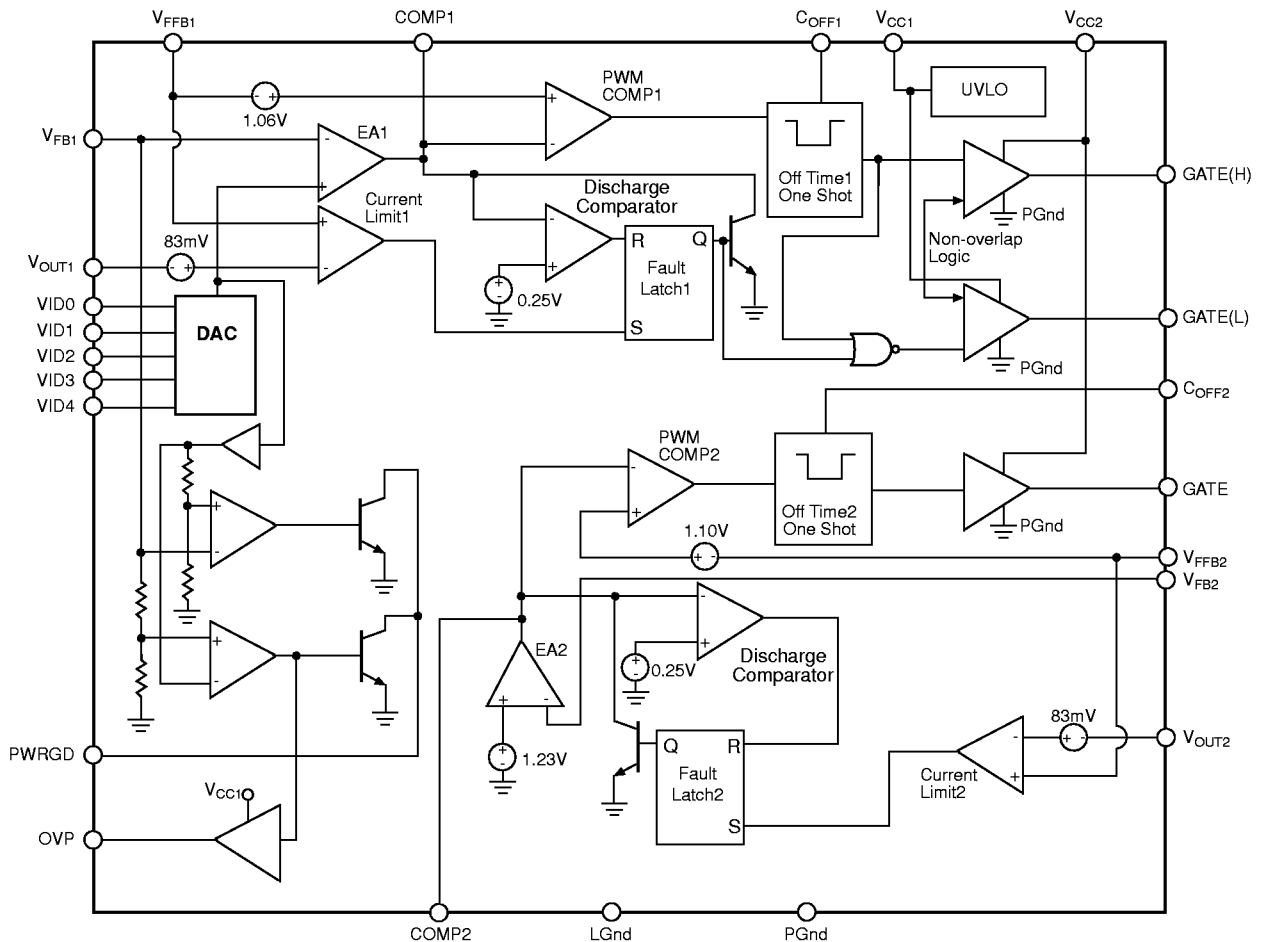 VFFB1
COMP1
COFF1
VCC1
VCC2
PWM
COMP1
UVLO
- +
1.06V
+
-
VFB1
EA1
-
+
Off Time1
One Shot
GATE(H)
PGnd
Current
Limit1
Discharge
Comparator
+
-
-
+
Non-overlap
Logic
VOUT1
83mV
- +
R
Q
Fault
Latch1
S
+
-
0.25V
VID0
VID1
VID2
VID3
VID4
DAC
GATE(L)
PGnd
COFF2
PWM
COMP2
-
+
Off Time2
One Shot
GATE
PGnd
+
-
1.10V
+ -
VFFB2
VFB2
+
-
EA2
+
-
-
+
+
-
0.25V
Discharge
Comparator
+
-
1.23V
Q
R
Fault
Latch2
S
-
+
Current
Limit2
83mV
+ -
VOUT2
PWRGD
VCC1
OVP
COMP2
LGnd
PGnd